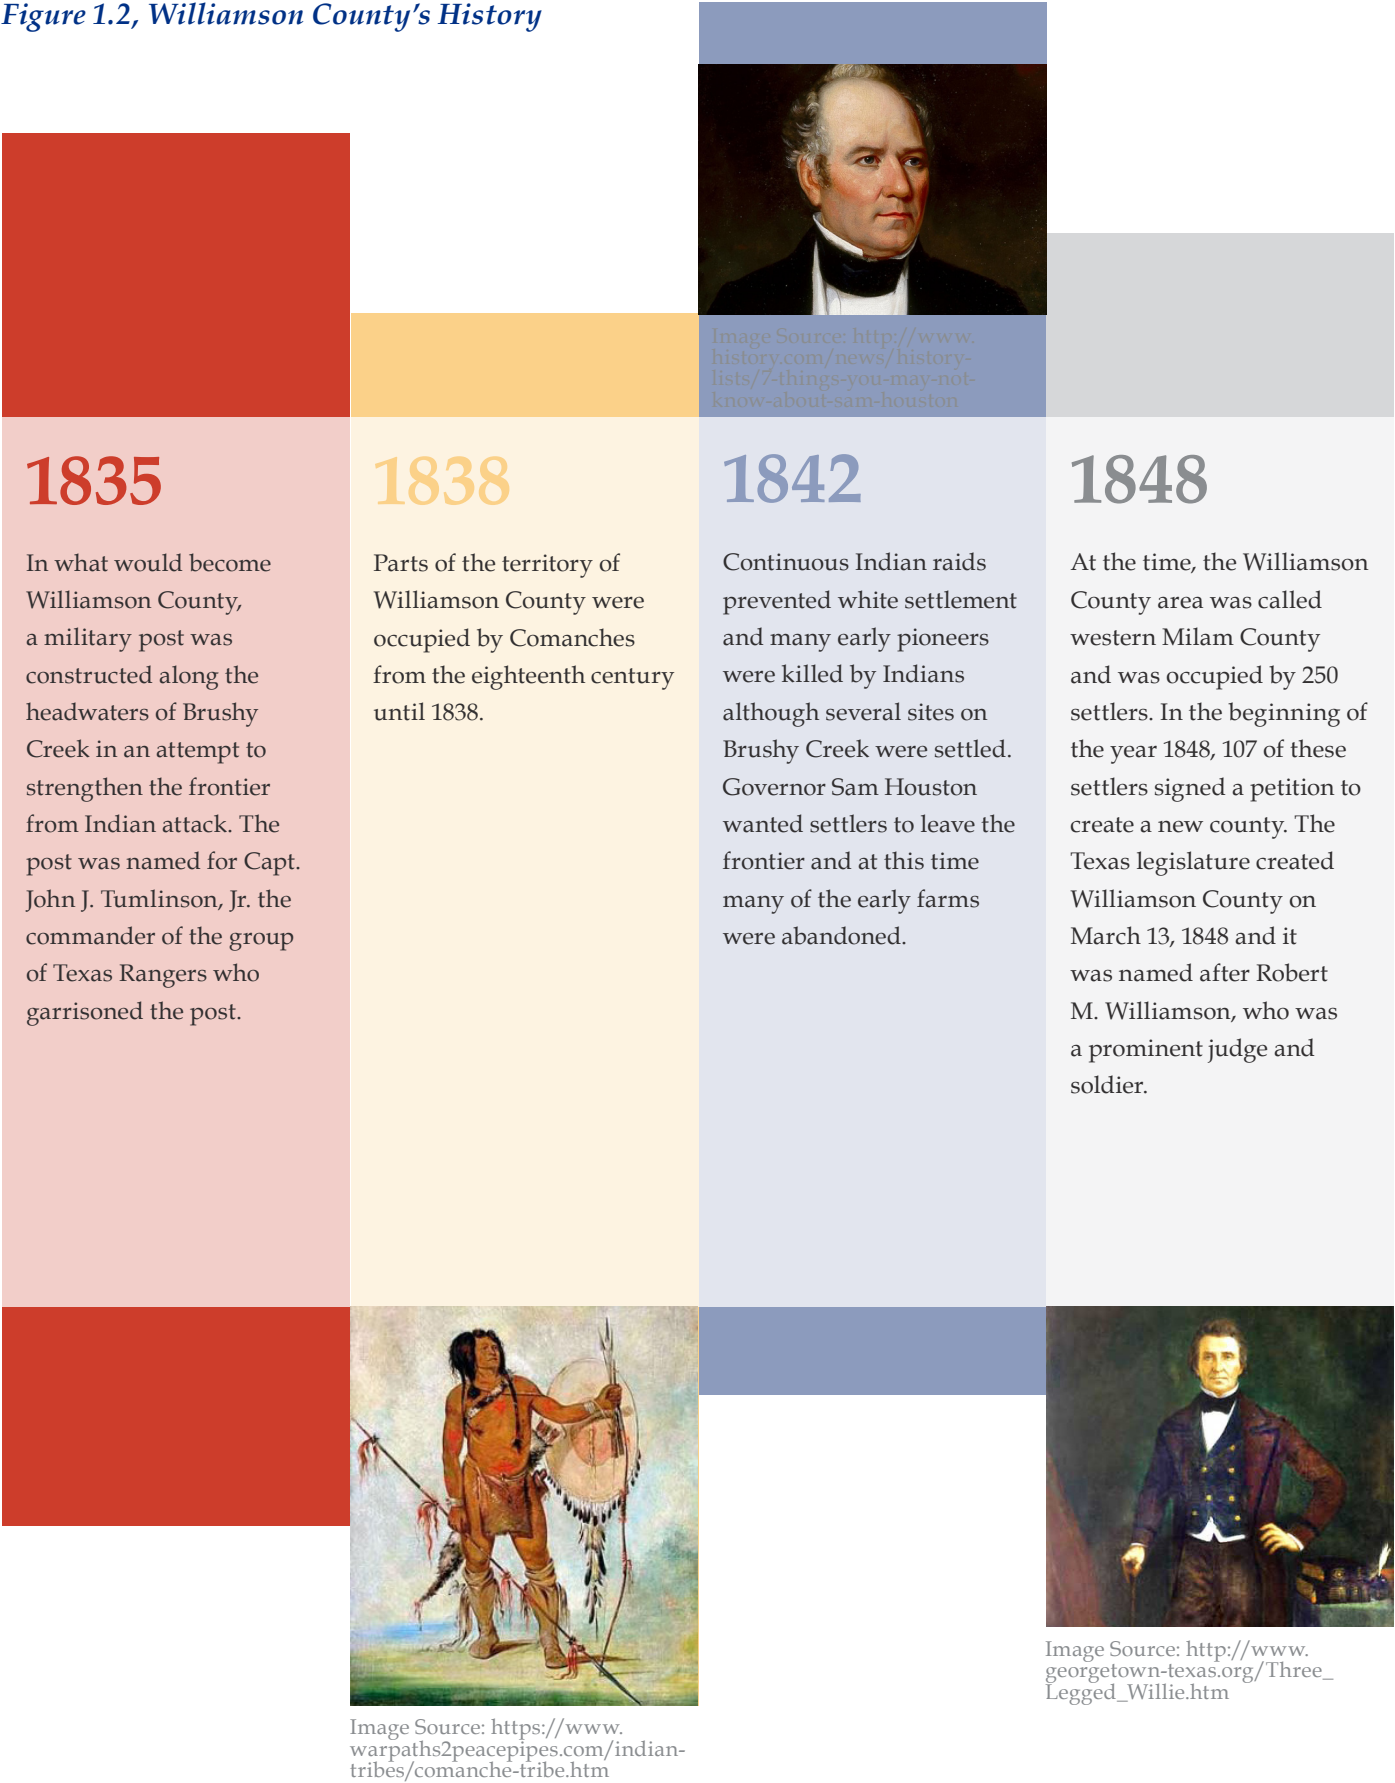 Figure 1.2, Williamson County's History
1835
In what would become
Williamson County,
a military post was
constructed along the
headwaters of Brushy
Creek in an attempt to
strengthen the frontier
from Indian attack. The
post was named for Capt.
John J. Tumlinson, Jr. the
commander of the group
of Texas Rangers who
garrisoned the post.
1838
Parts of the territory of
Williamson County were
occupied by Comanches
from the eighteenth century
until 1838.
Image Source: https://www.
warpaths2peacepipes.com/indian-
tribes/comanche-tribe.htm
Image Source: http://www.
history.com/news/history-
lists/7-things-you-may-not-
know-about-sam-houston
1842
Continuous Indian raids
prevented white settlement
and many early pioneers
were killed by Indians
although several sites on
Brushy Creek were settled.
Governor Sam Houston
wanted settlers to leave the
frontier and at this time
many of the early farms
were abandoned.
1848
At the time, the Williamson
County area was called
western Milam County
and was occupied by 250
settlers. In the beginning of
the year 1848, 107 of these
settlers signed a petition to
create a new county. The
Texas legislature created
Williamson County on
March 13, 1848 and it
was named after Robert
M. Williamson, who was
a prominent judge and
soldier.
Image Source: http://www.
georgetown-texas.org/Three_
Legged_Willie.htm